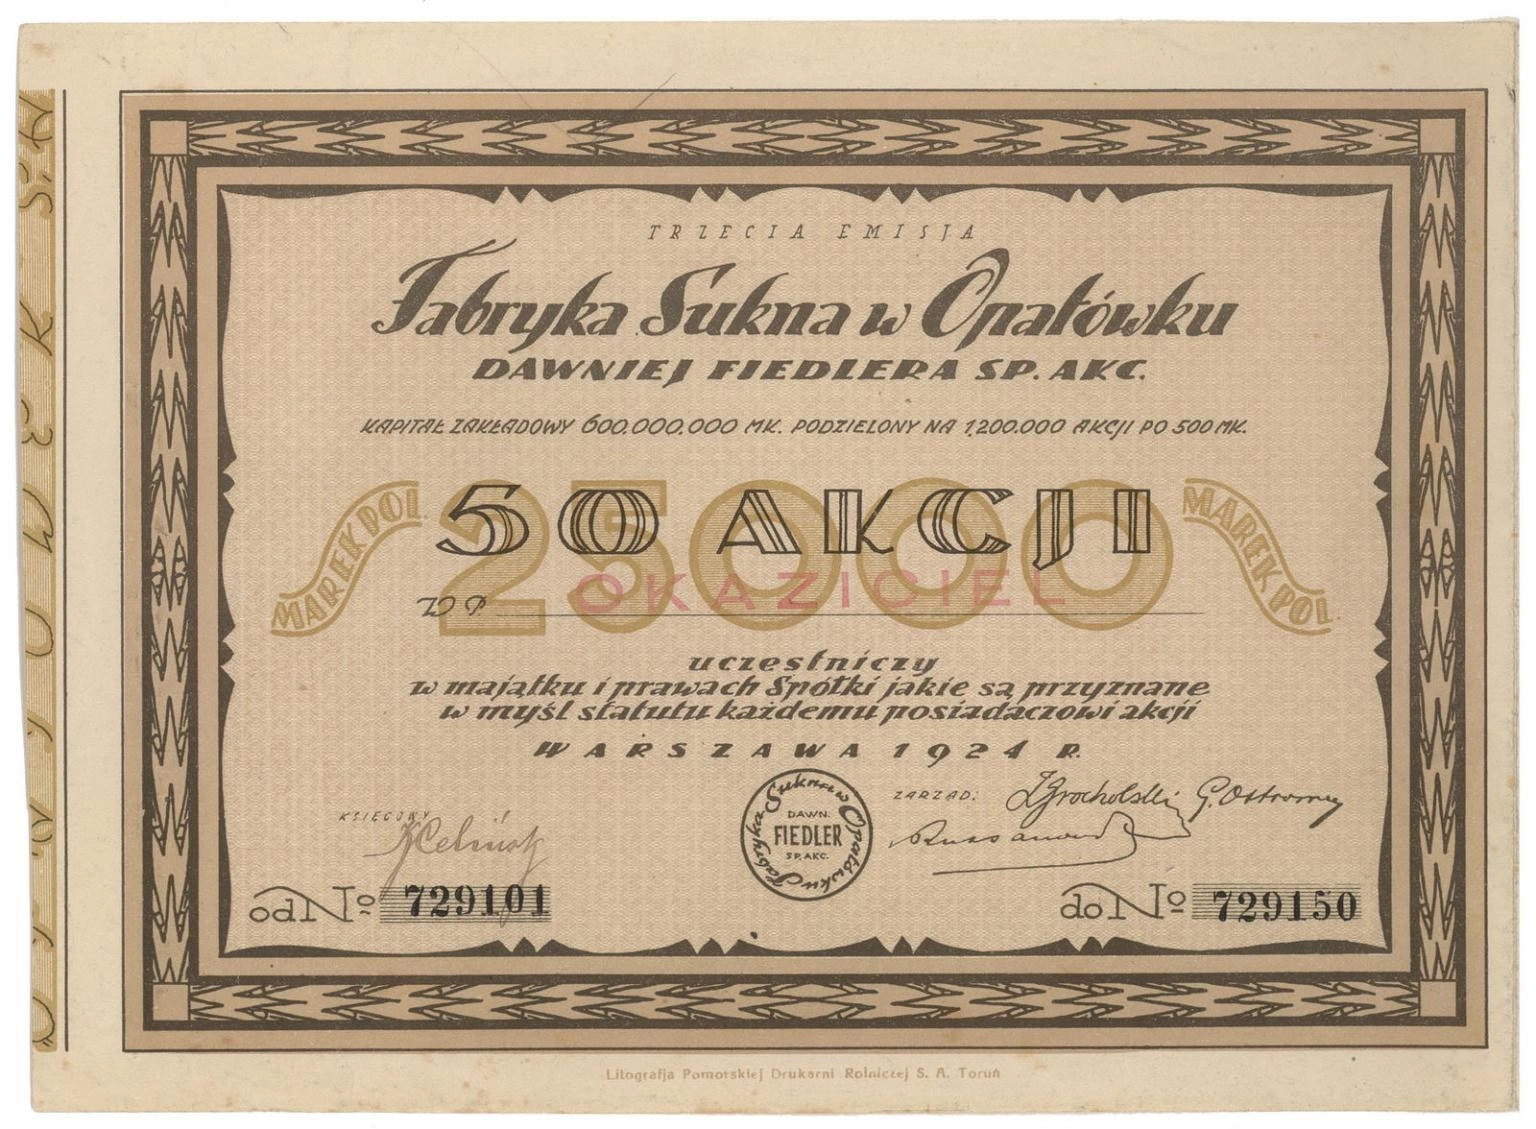 TRZECIA EMISJA
Fabryka Sukna w Opatówku
DAWNIEJ FIEDLERA SP. AKC.
KAPITAŁ ZAKŁADOWY 600.000.000 MK. PODZIELONY NA 1,200.000 AKCJI PO 500 MK.
MAREK POL. 25000 MAREK POL.
50 AKCJI
OKAZICIEL
uczestniczy
w majątku i prawach Spółki jakie są przyznane
w myśl statutu każdemu posiadaczowi akcji
WARSZAWA 1924 R.
KSIĘGOWY
ZARZĄD:
Fabryka Sukna w Opatówku
DAWN.
FIEDLER
SP. AKC.
od No 729101
do No 729150
Litografja Pomorskiej Drukarni Rolniczej S. A. Toruń